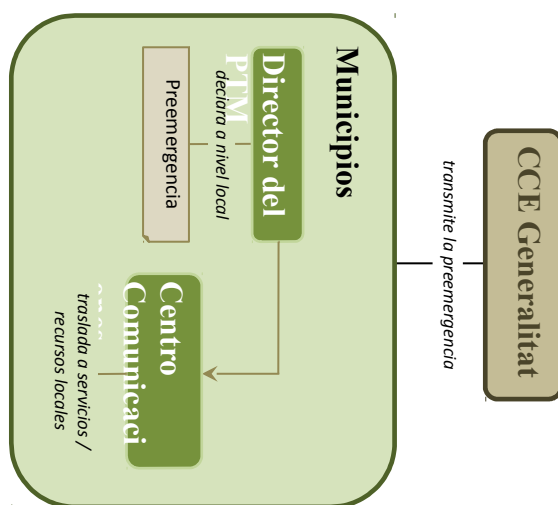 CCE Generalitat
transmite la preemergencia
Municipios
Director del
PTM
declara a nivel local
Preemergencia
Centro
Comunicaci
traslada a servicios /
recursos locales